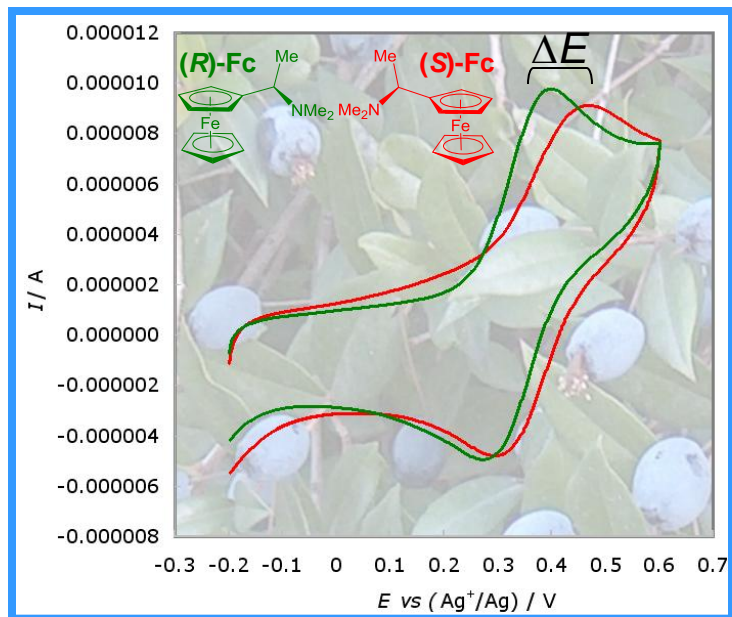 0.000012
0.000010
0.000008
0.000006
0.000004
0.000002
0.000000
-0.000002
-0.000004
-0.000006
-0.000008
I / A
(R)-Fc
Me
NMe2
Fe
(S)-Fc
Me
Me2N
Fe
ΔE
-0.3 -0.2 -0.1 0 0.1 0.2 0.3 0.4 0.5 0.6 0.7
E vs (Ag⁺/Ag) / V